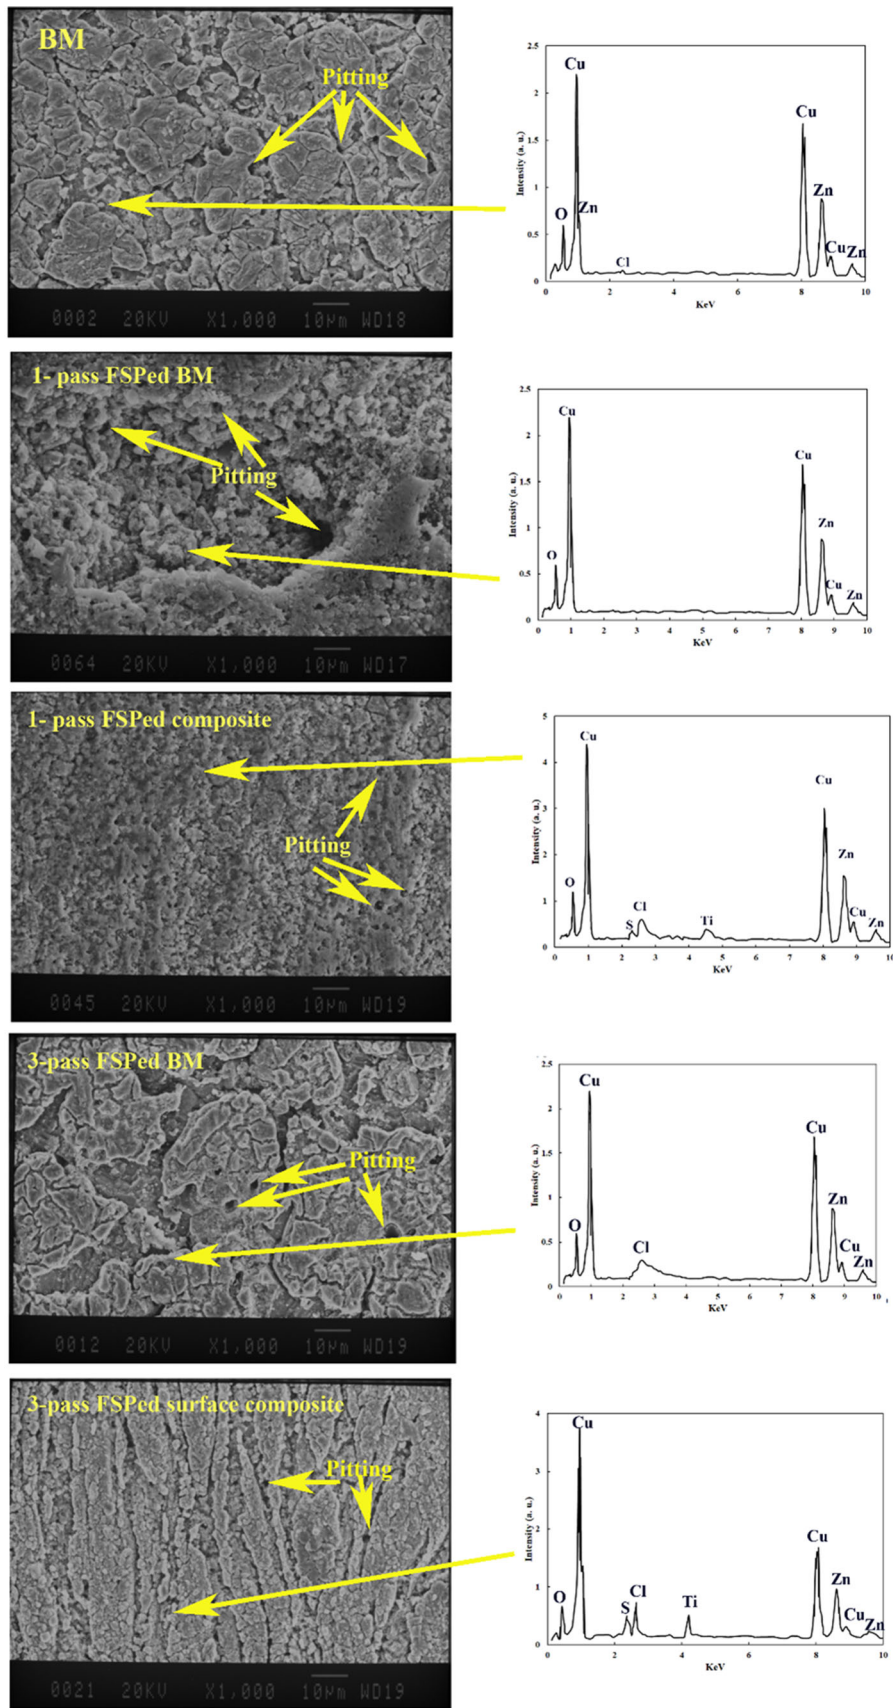 BM
Pitting
0002 20KV X1,000 10µm WD18
Cu
Cu
Zn
O
Zn
Cl
Cu
Zn
Intensity (a. u.)
2.5
2
1.5
1
0.5
0
0 2 4 6 8 10
KeV
1- pass FSPed BM
Pitting
0064 20KV X1,000 10µm WD17
Cu
Cu
Zn
O
Cu
Zn
Intensity (a. u.)
2.5
2
1.5
1
0.5
0
0 1 2 3 4 5 6 7 8 9 10
KeV
1- pass FSPed composite
Pitting
0045 20KV X1,000 10µm WD19
Cu
Cu
Zn
O
S
Cl
Ti
Cu
Zn
Intensity (a. u.)
5
4
3
2
1
0
0 1 2 3 4 5 6 7 8 9 10
KeV
3-pass FSPed BM
Pitting
0012 20KV X1,000 10µm WD19
Cu
Cu
Zn
O
Cl
Cu
Zn
Intensity (a. u.)
2.5
2
1.5
1
0.5
0
0 1 2 3 4 5 6 7 8 9 10
KeV
3-pass FSPed surface composite
Pitting
0021 20KV X1,000 10µm WD19
Cu
Cu
Zn
O
S
Cl
Ti
Cu
Zn
Intensity (a. u.)
4
3
2
1
0
0 2 4 6 8 10
KeV